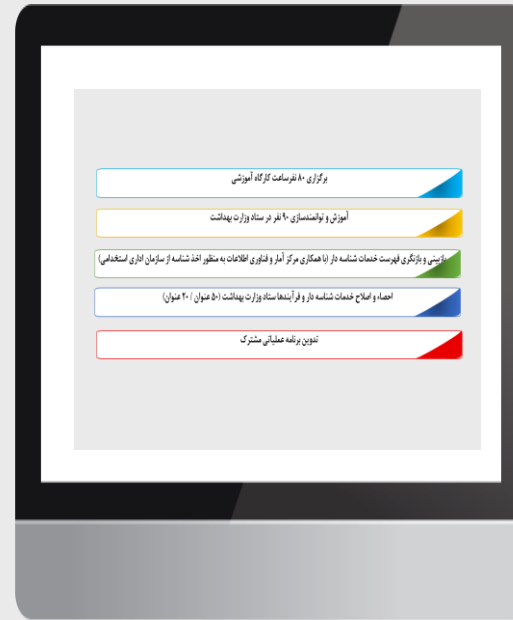 برگزاری ۸۰ نفرساعت کارگاه آموزشی
آموزش و توانمندسازی ۹۰ نفر در ستاد وزارت بهداشت
بازبینی و بازنگری فهرست خدمات شناسه دار (با همکاری مرکز آمار و فناوری اطلاعات به منظور اخذ شناسه از سازمان اداری استخدامی)
احصاء و اصلاح خدمات شناسه دار و فرآیندها ستاد وزارت بهداشت (۵۰ عنوان / ۲۰ عنوان)
تدوین برنامه عملیاتی مشترک